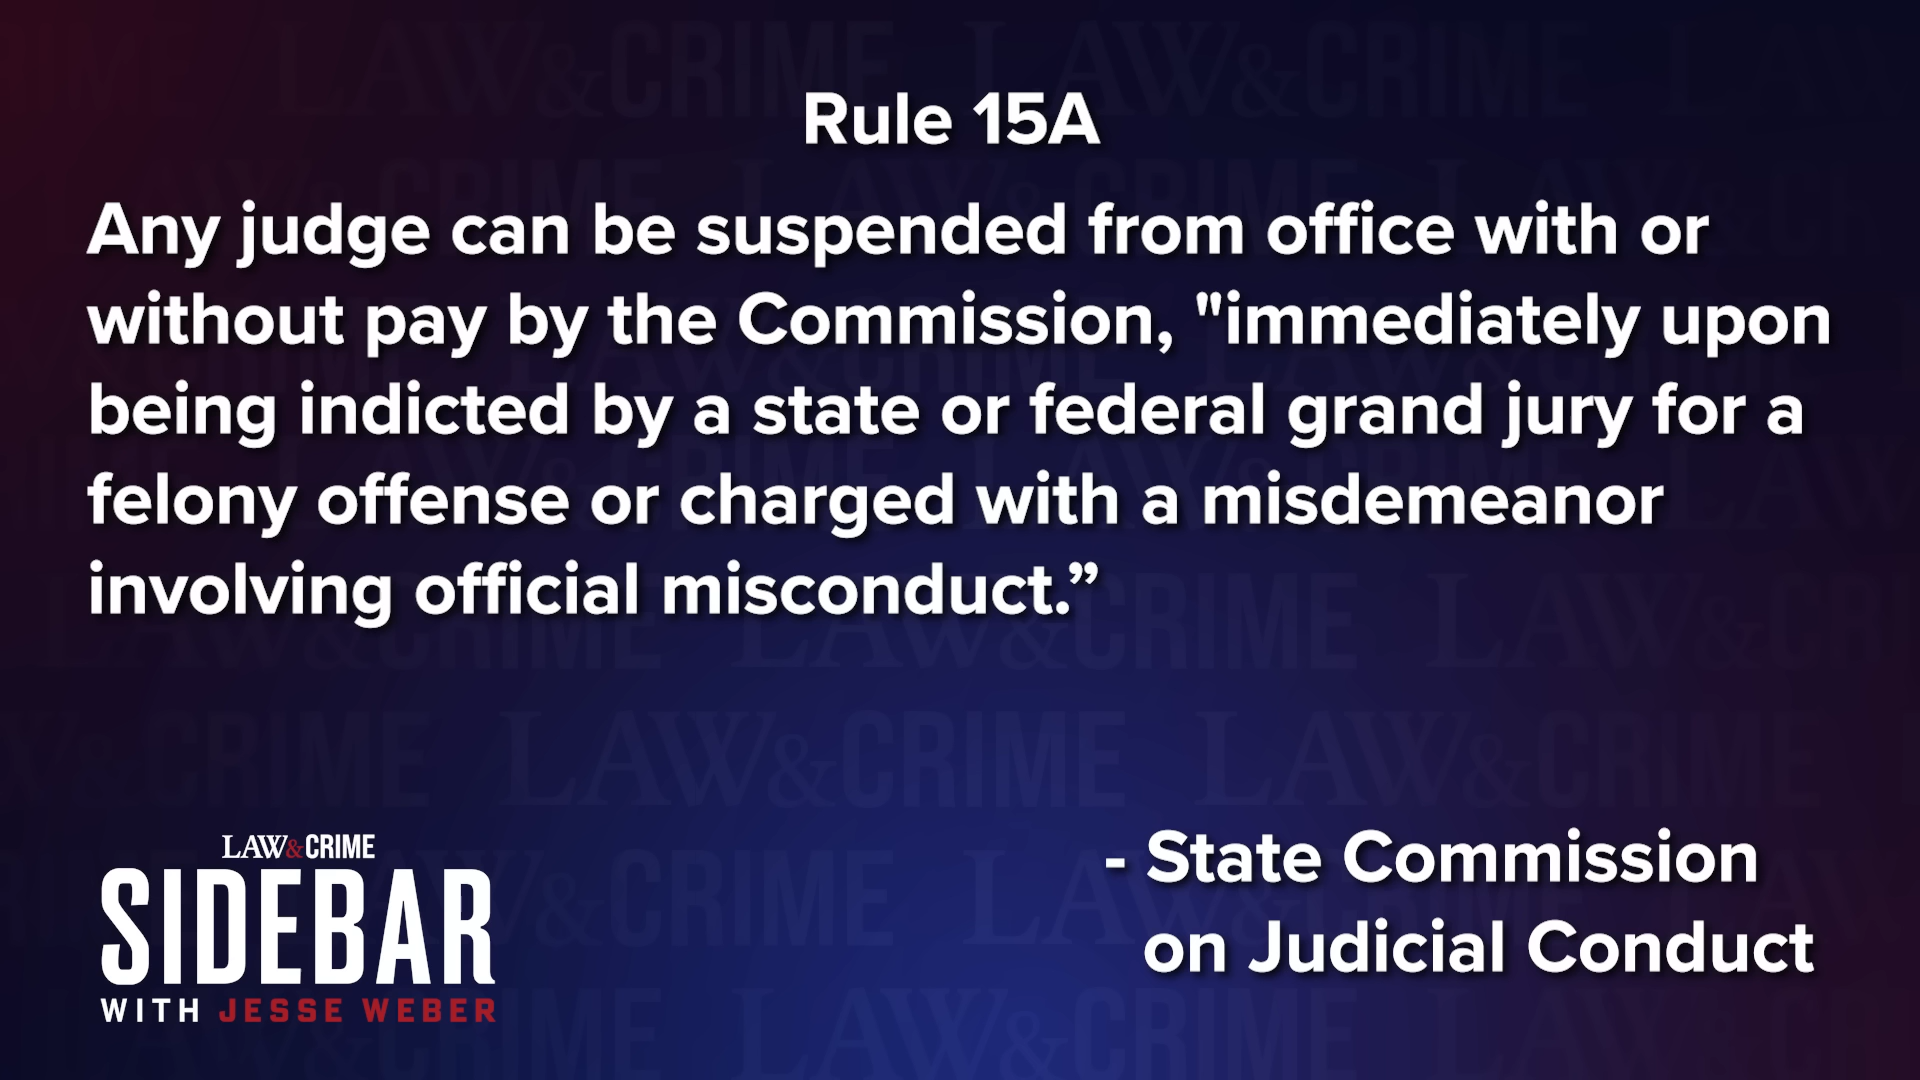 Rule 15A
Any judge can be suspended from office with or
without pay by the Commission, "immediately upon
being indicted by a state or federal grand jury for a
felony offense or charged with a misdemeanor
involving official misconduct.”
- State Commission
on Judicial Conduct
LAW&CRIME
SIDEBAR
WITH JESSE WEBER